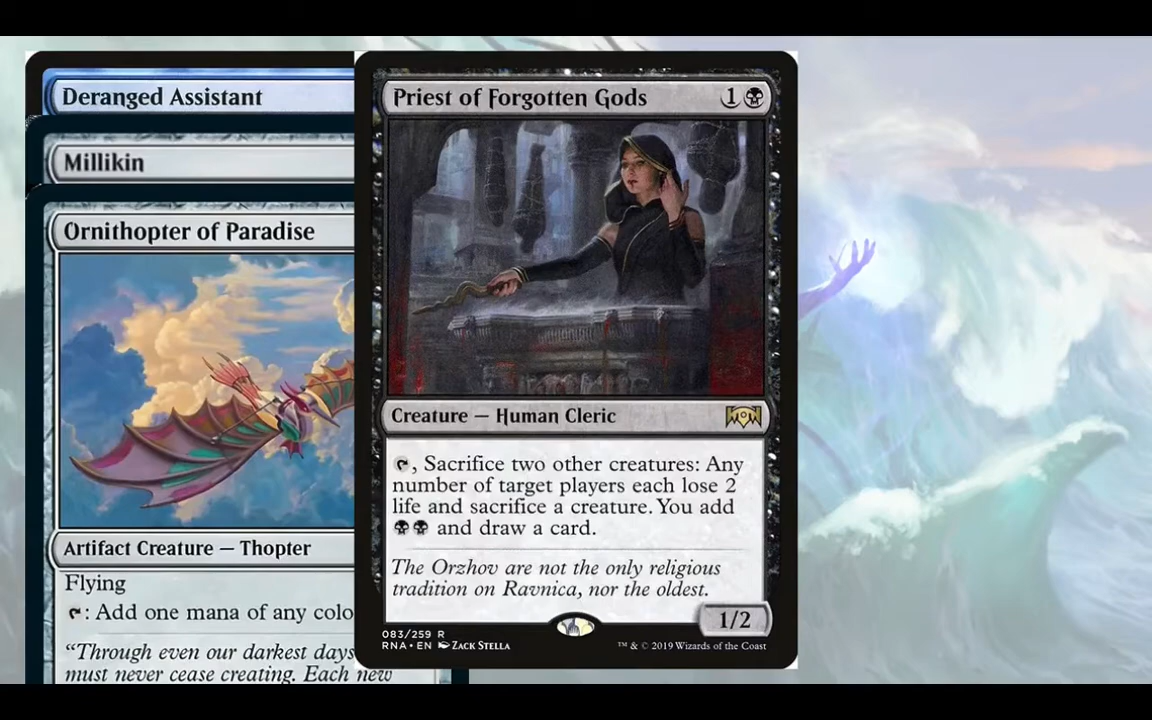 Deranged Assistant
Millikin
Ornithopter of Paradise
Artifact Creature — Thopter
Flying
: Add one mana of any colo
“Through even our darkest days
must never cease creating. Each new
Priest of Forgotten Gods 1
Creature — Human Cleric
, Sacrifice two other creatures: Any
number of target players each lose 2
life and sacrifice a creature. You add
and draw a card.
The Orzhov are not the only religious
tradition on Ravnica, nor the oldest.
1/2
083/259 R
RNA • EN Zack Stella
™ & © 2019 Wizards of the Coast